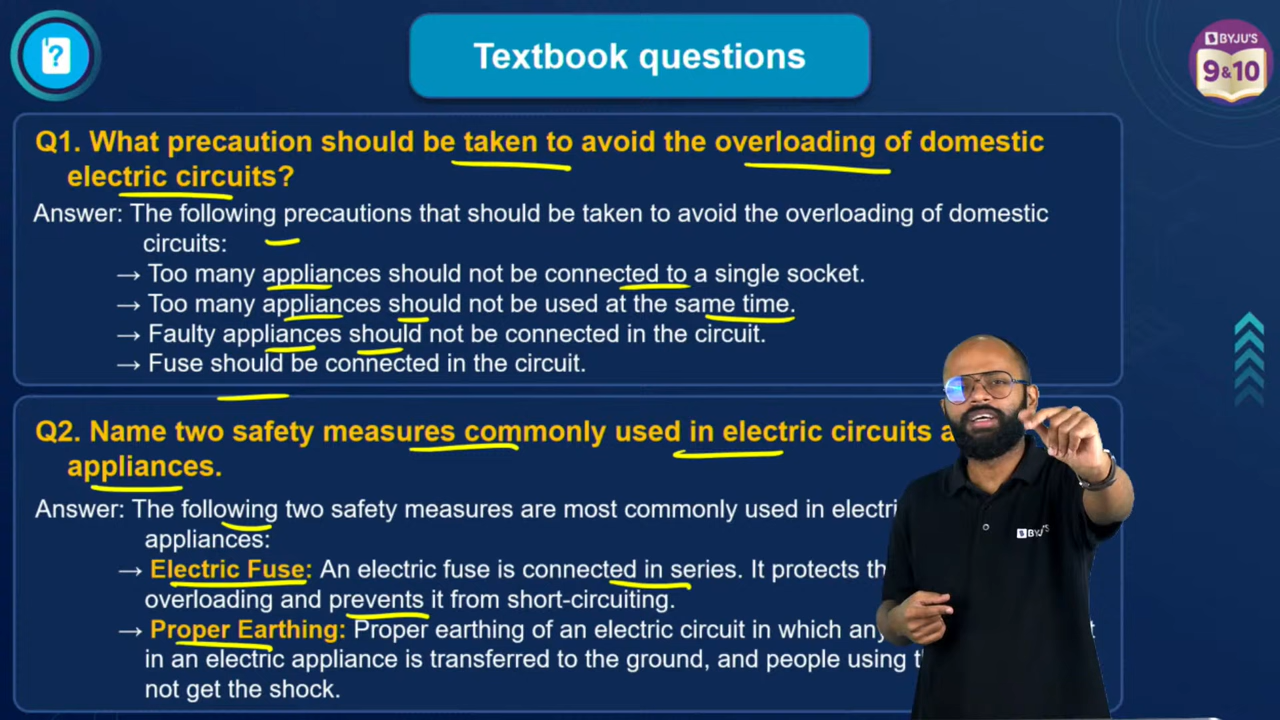 Textbook questions
BYJU'S
9&10
Q1. What precaution should be taken to avoid the overloading of domestic
electric circuits?
Answer: The following precautions that should be taken to avoid the overloading of domestic
circuits:
→ Too many appliances should not be connected to a single socket.
→ Too many appliances should not be used at the same time.
→ Faulty appliances should not be connected in the circuit.
→ Fuse should be connected in the circuit.
Q2. Name two safety measures commonly used in electric circuits
appliances.
Answer: The following two safety measures are most commonly used in
appliances:
→ Electric Fuse: An electric fuse is connected in series. It protects
overloading and prevents it from short-circuiting.
→ Proper Earthing: Proper earthing of an electric circuit in which any
in an electric appliance is transferred to the ground, and people using
not get the shock.
BYJU'S